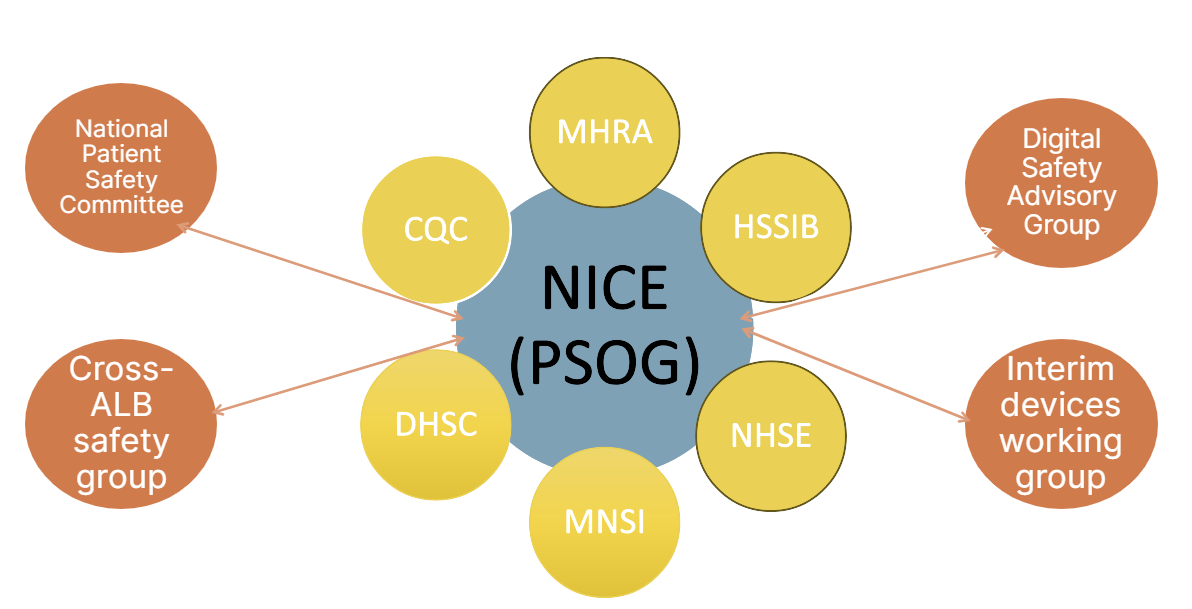 National
Patient
Safety
Committee
Cross-
ALB
safety
group
MHRA
CQC
HSSIB
NICE
(PSOG)
DHSC
NHSE
MNSI
Digital
Safety
Advisory
Group
Interim
devices
working
group